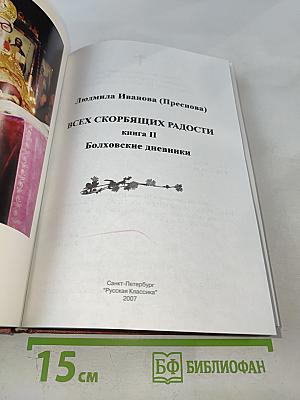 Людмила Иванова (Преснова)
ВСЕХ СКОРБЯЩИХ РАДОСТИ
книга II
Болховские дневники
Санкт-Петербург
"Русская Классика"
2007
15 см
БФ БИБЛИОФАН